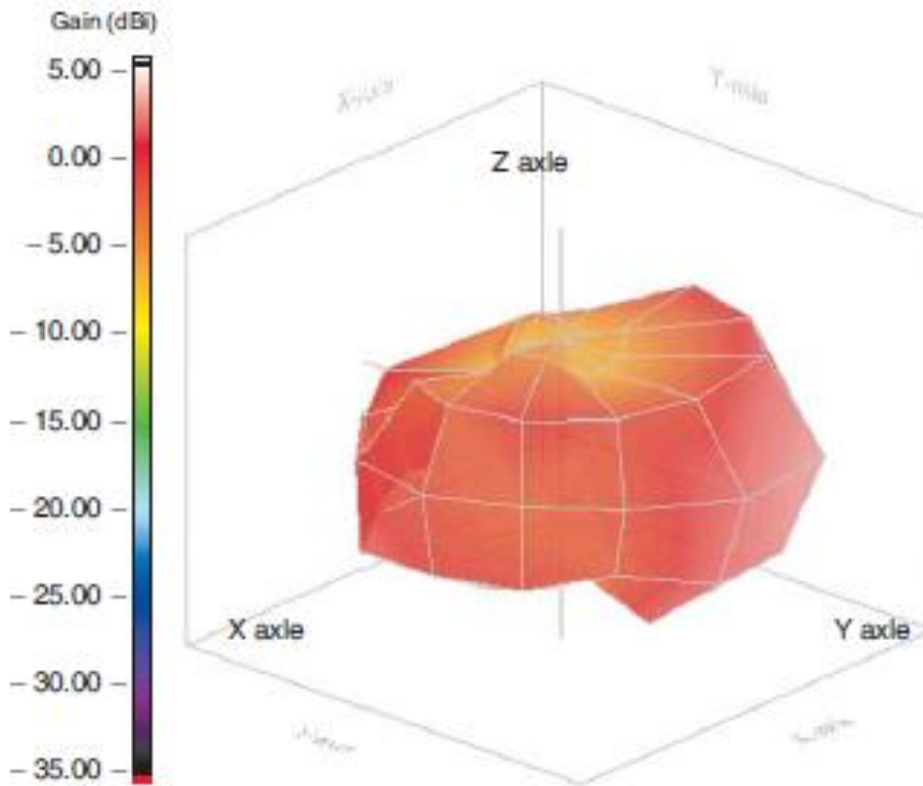 Gain (dBi)
5.00 –
0.00 –
– 5.00 –
– 10.00 –
– 15.00 –
– 20.00 –
– 25.00 –
– 30.00 –
– 35.00 –
Z axle
X axle
Y axle